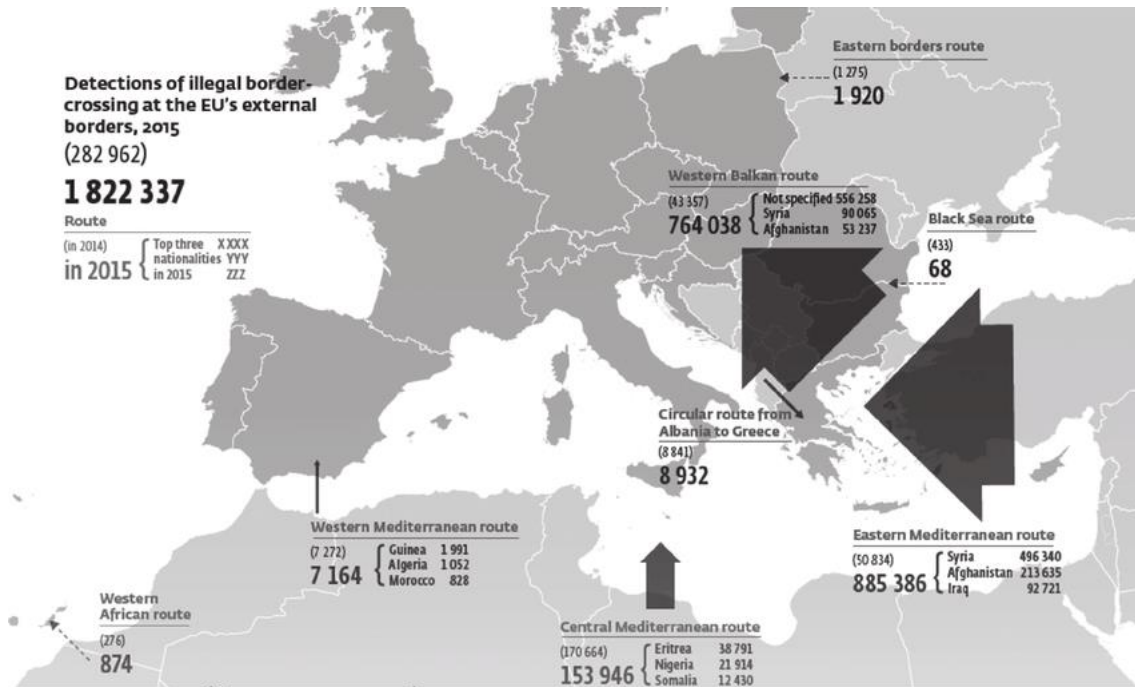 Detections of illegal border-
crossing at the EU's external
borders, 2015
(282 962)
1 822 337
Route
(in 2014)
in 2015
Top three XXXX
nationalities YYY
in 2015 ZZZ
Eastern borders route
(1 275)
1 920
Western Balkan route
(43 357)
764 038
Not specified 556 258
Syria 90 065
Afghanistan 53 237
Black Sea route
(433)
68
Circular route from
Albania to Greece
(8 841)
8 932
Western Mediterranean route
(7 272)
7 164
Guinea 1 991
Algeria 1 052
Morocco 828
Eastern Mediterranean route
(50 834)
885 386
Syria 496 340
Afghanistan 213 635
Iraq 92 721
Western
African route
(276)
874
Central Mediterranean route
(170 664)
153 946
Eritrea 38 791
Nigeria 21 914
Somalia 12 430